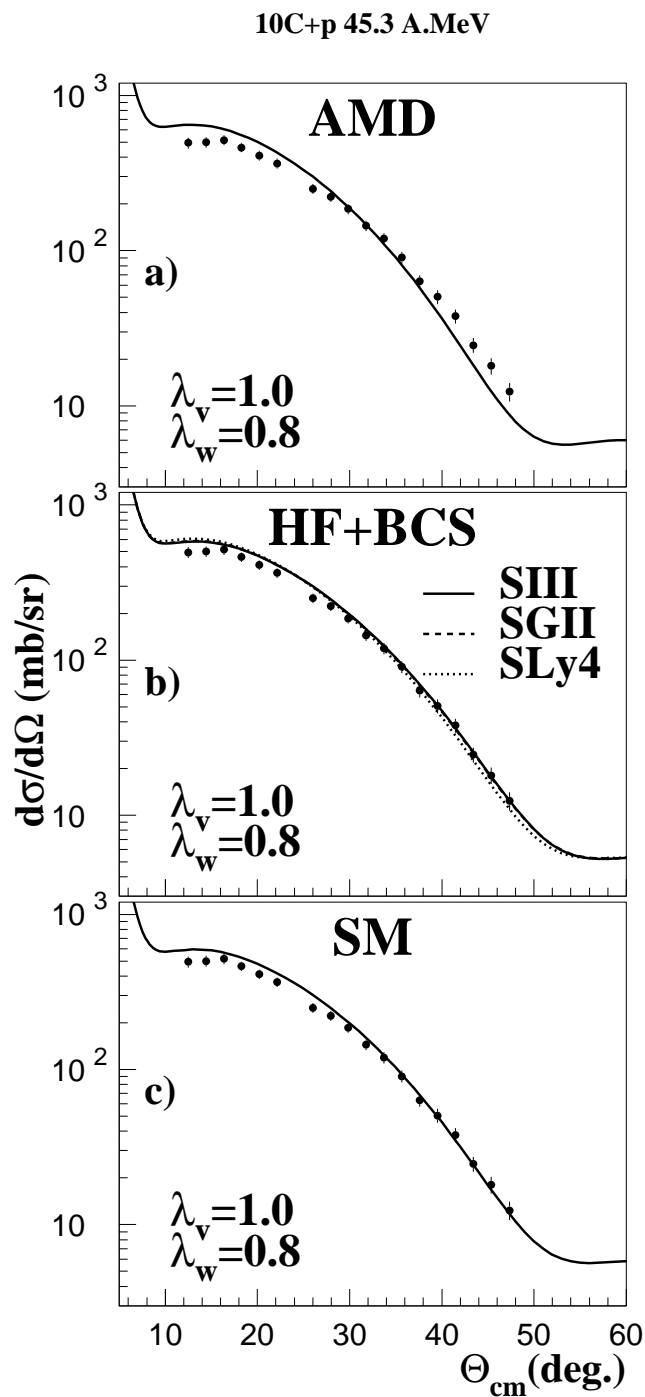 10C+p 45.3 A.MeV
10 3
AMD
10 2
a)
λv=1.0
10
λw=0.8
10 3
HF+BCS
SIII
SGII
10 2
SLy4
b)
λv=1.0
10
λw=0.8
dσ/dΩ (mb/sr)
10 3
SM
10 2
c)
λv=1.0
10
λw=0.8
10 20 30 40 50 60
Θcm(deg.)